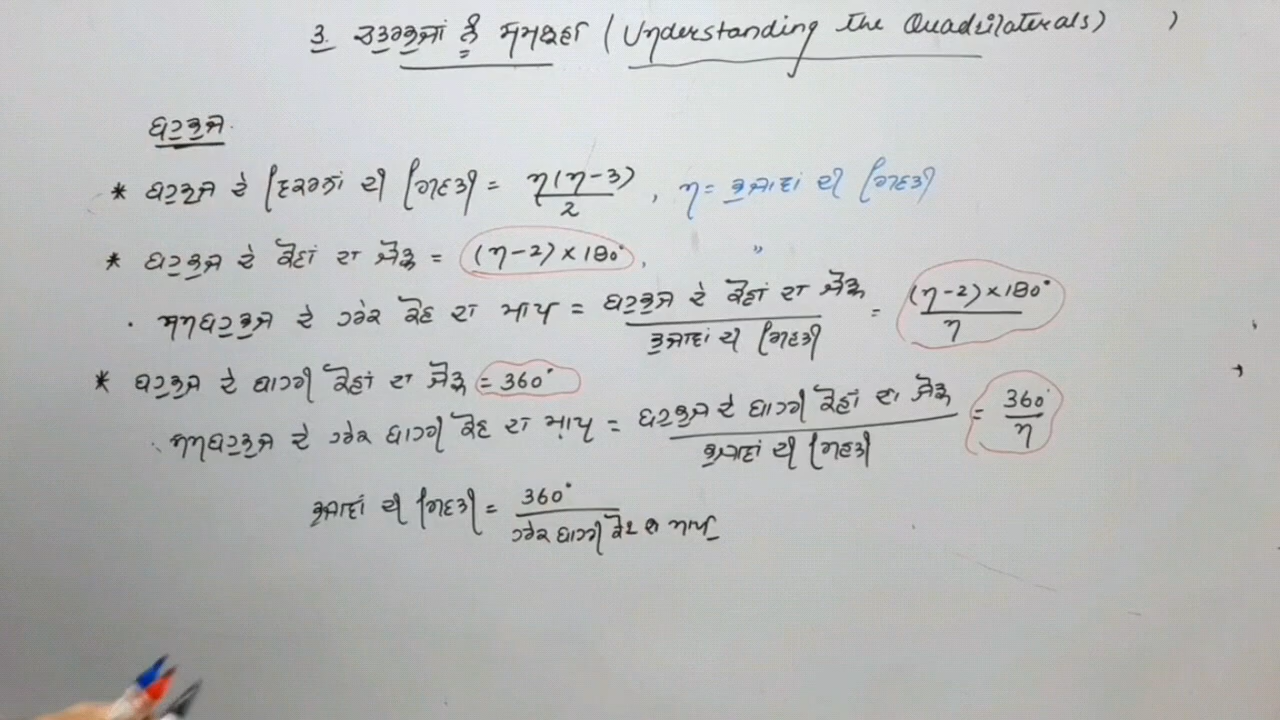 3. ਚਤੁਰਭੁਜਾਂ ਨੂੰ ਸਮਝਣਾ (Understanding the Quadrilaterals)
ਬਹੁਭੁਜ
* ਬਹੁਭੁਜ ਦੇ ਵਿਕਰਨਾਂ ਦੀ ਗਿਣਤੀ = n(n-3)/2, n = ਭੁਜਾਵਾਂ ਦੀ ਗਿਣਤੀ
* ਬਹੁਭੁਜ ਦੇ ਕੋਣਾਂ ਦਾ ਜੋੜ = (n-2)×180°, "
. ਸਮਬਹੁਭੁਜ ਦੇ ਹਰੇਕ ਕੋਣ ਦਾ ਮਾਪ = ਬਹੁਭੁਜ ਦੇ ਕੋਣਾਂ ਦਾ ਜੋੜ/ਭੁਜਾਵਾਂ ਦੀ ਗਿਣਤੀ = (n-2)×180°/n
* ਬਹੁਭੁਜ ਦੇ ਬਾਹਰੀ ਕੋਣਾਂ ਦਾ ਜੋੜ = 360°
. ਸਮਬਹੁਭੁਜ ਦੇ ਹਰੇਕ ਬਾਹਰੀ ਕੋਣ ਦਾ ਮਾਪ = ਬਹੁਭੁਜ ਦੇ ਬਾਹਰੀ ਕੋਣਾਂ ਦਾ ਜੋੜ/ਭੁਜਾਵਾਂ ਦੀ ਗਿਣਤੀ = 360°/n
ਭੁਜਾਵਾਂ ਦੀ ਗਿਣਤੀ = 360°/ਹਰੇਕ ਬਾਹਰੀ ਕੋਣ ਦਾ ਮਾਪ